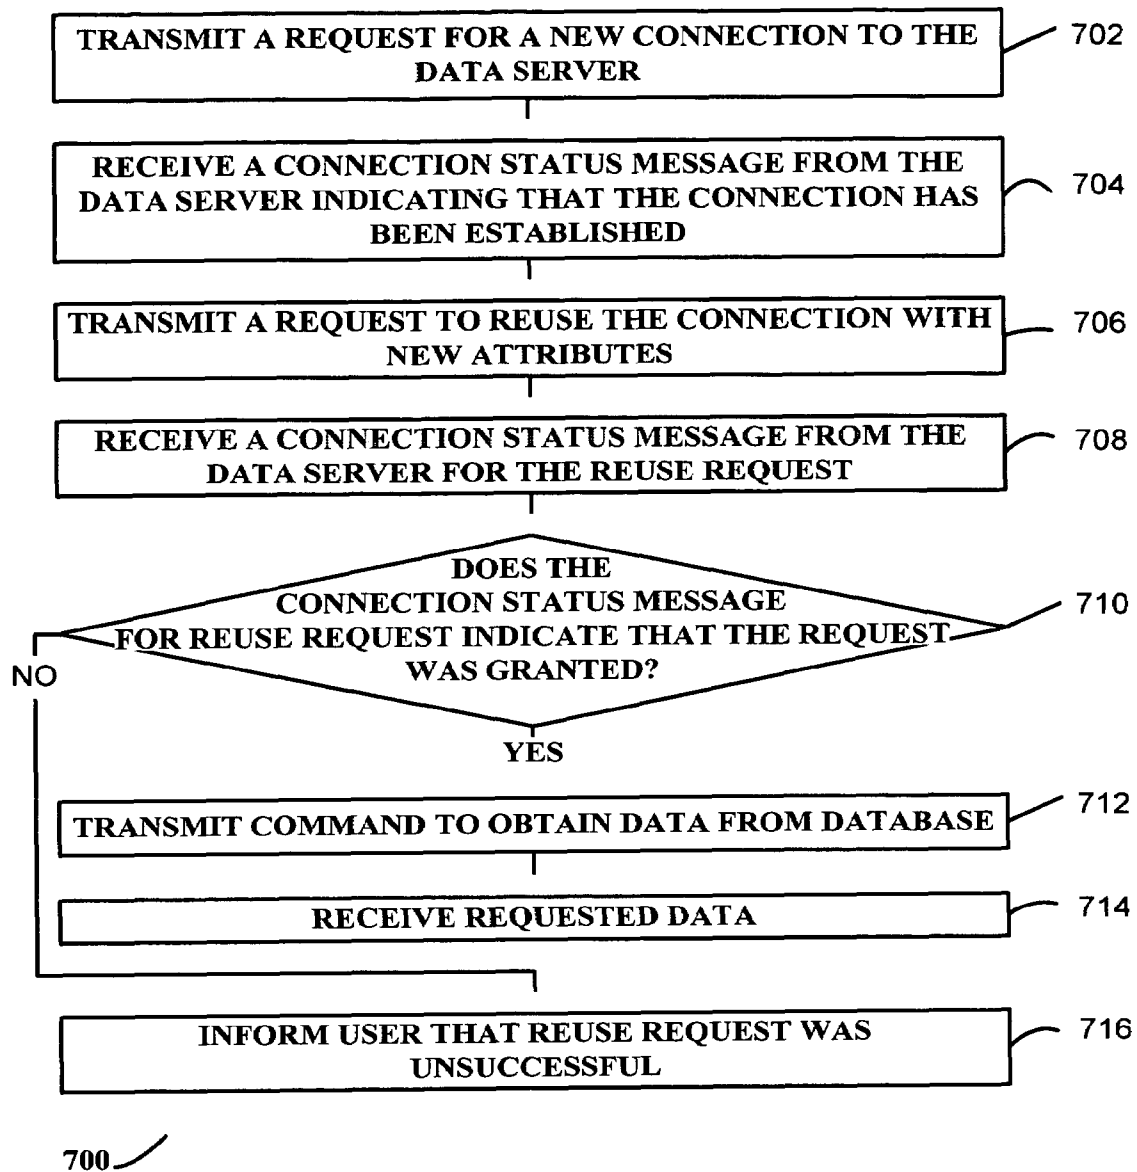 TRANSMIT A REQUEST FOR A NEW CONNECTION TO THE
DATA SERVER
702
RECEIVE A CONNECTION STATUS MESSAGE FROM THE
DATA SERVER INDICATING THAT THE CONNECTION HAS
BEEN ESTABLISHED
704
TRANSMIT A REQUEST TO REUSE THE CONNECTION WITH
NEW ATTRIBUTES
706
RECEIVE A CONNECTION STATUS MESSAGE FROM THE
DATA SERVER FOR THE REUSE REQUEST
708
DOES THE
CONNECTION STATUS MESSAGE
FOR REUSE REQUEST INDICATE THAT THE REQUEST
WAS GRANTED?
710
NO
YES
TRANSMIT COMMAND TO OBTAIN DATA FROM DATABASE
712
RECEIVE REQUESTED DATA
714
INFORM USER THAT REUSE REQUEST WAS
UNSUCCESSFUL
716
700